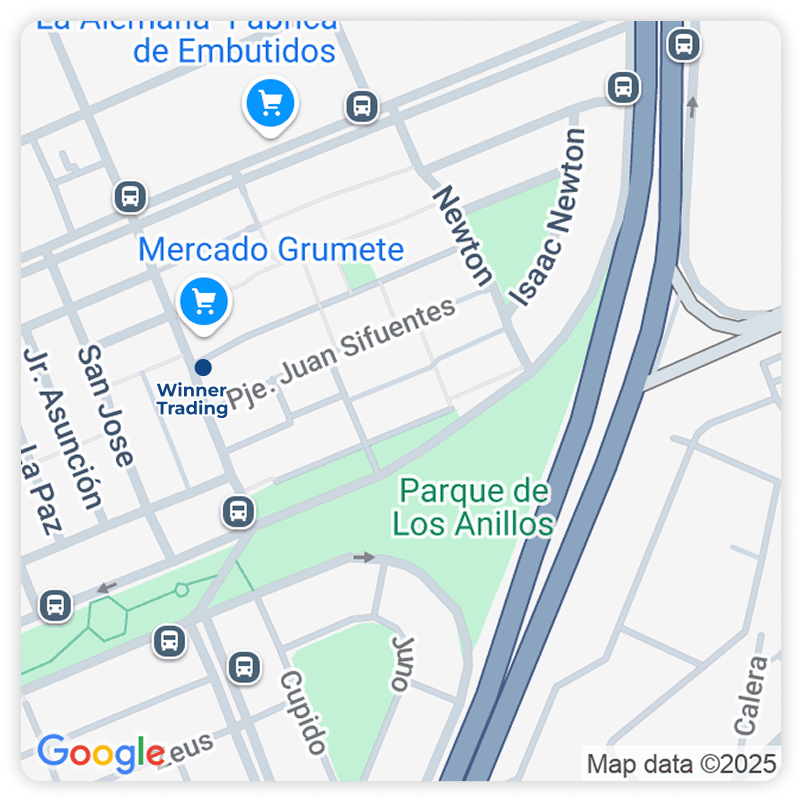 La Alemana Fabrica
de Embutidos
Newton
Isaac Newton
Mercado Grumete
Pje. Juan Sifuentes
Winner
Trading
San Jose
Jr. Asunción
La Paz
Parque de
Los Anillos
Juno
Cupido
Zeus
Calera
Google
Map data ©2025